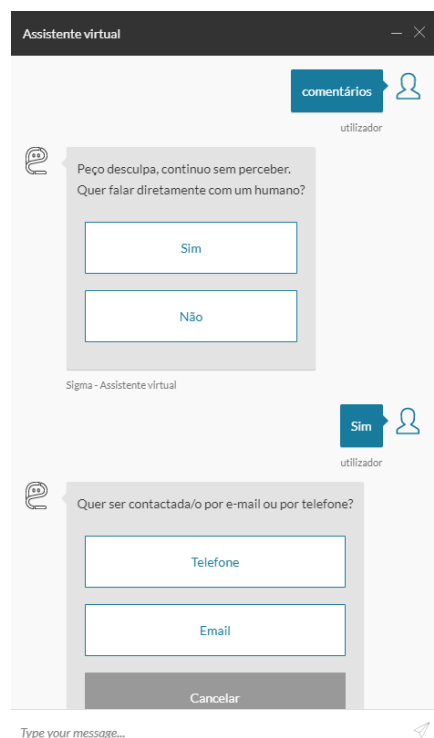 Assistente virtual
comentários
utilizador
Peço desculpa, continuo sem perceber.
Quer falar diretamente com um humano?
Sim
Não
Sigma - Assistente virtual
Sim
utilizador
Quer ser contactada/o por e-mail ou por telefone?
Telefone
Email
Cancelar
Type your message...